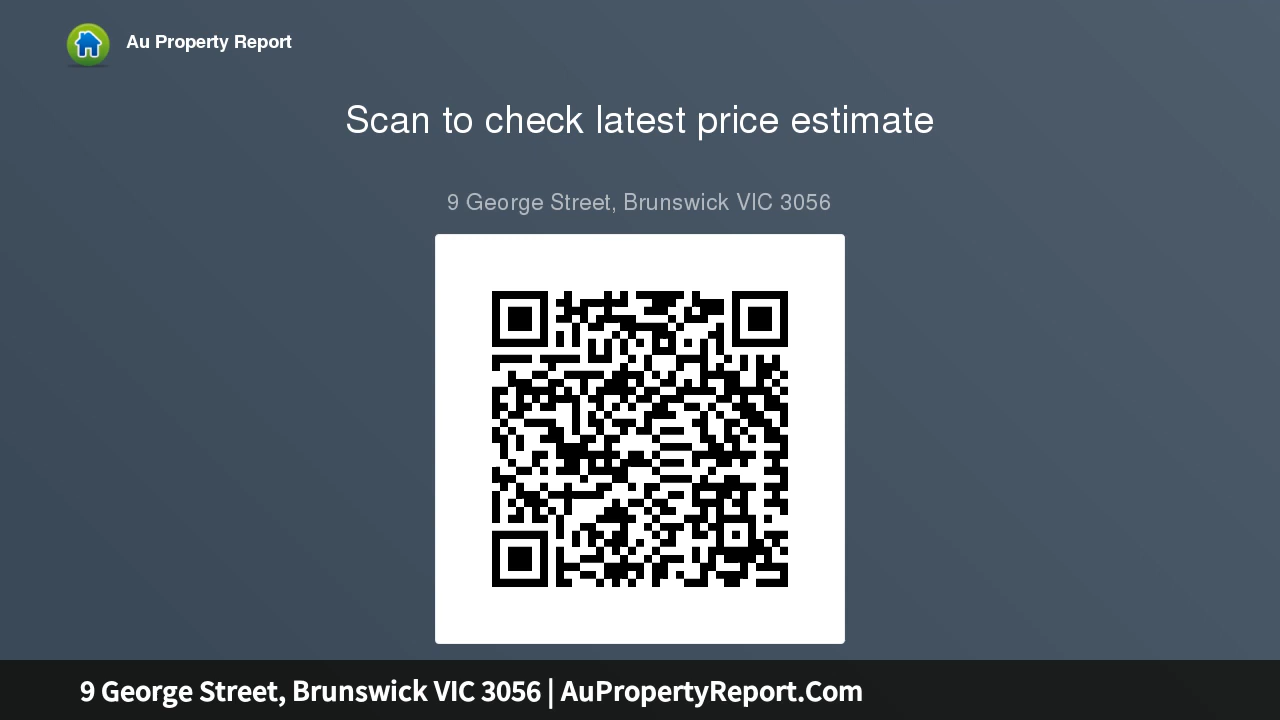 Au Property Report
Scan to check latest price estimate
9 George Street, Brunswick VIC 3056
9 George Street, Brunswick VIC 3056 | AuPropertyReport.Com